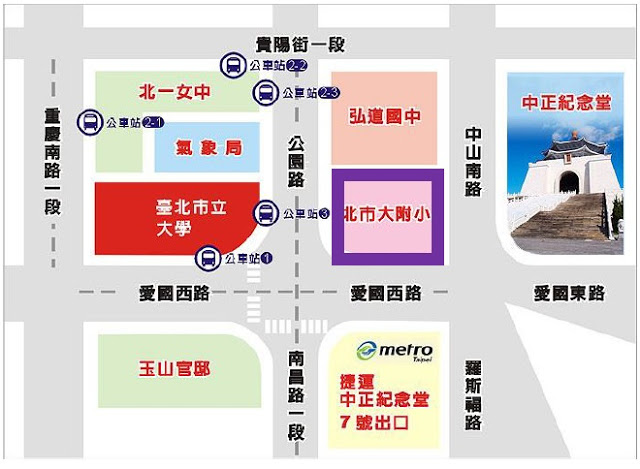 貴陽街一段
公車站2-2
北一女中
公車站2-3
公車站2-1
重慶南路一段
氣象局
公園路
弘道國中
中山南路
中正紀念堂
臺北市立
大學
公車站3
北市大附小
公車站1
愛國西路
愛國西路
愛國東路
玉山官邸
南昌路一段
metro
Taipei
捷運
中正紀念堂
7號出口
羅斯福路